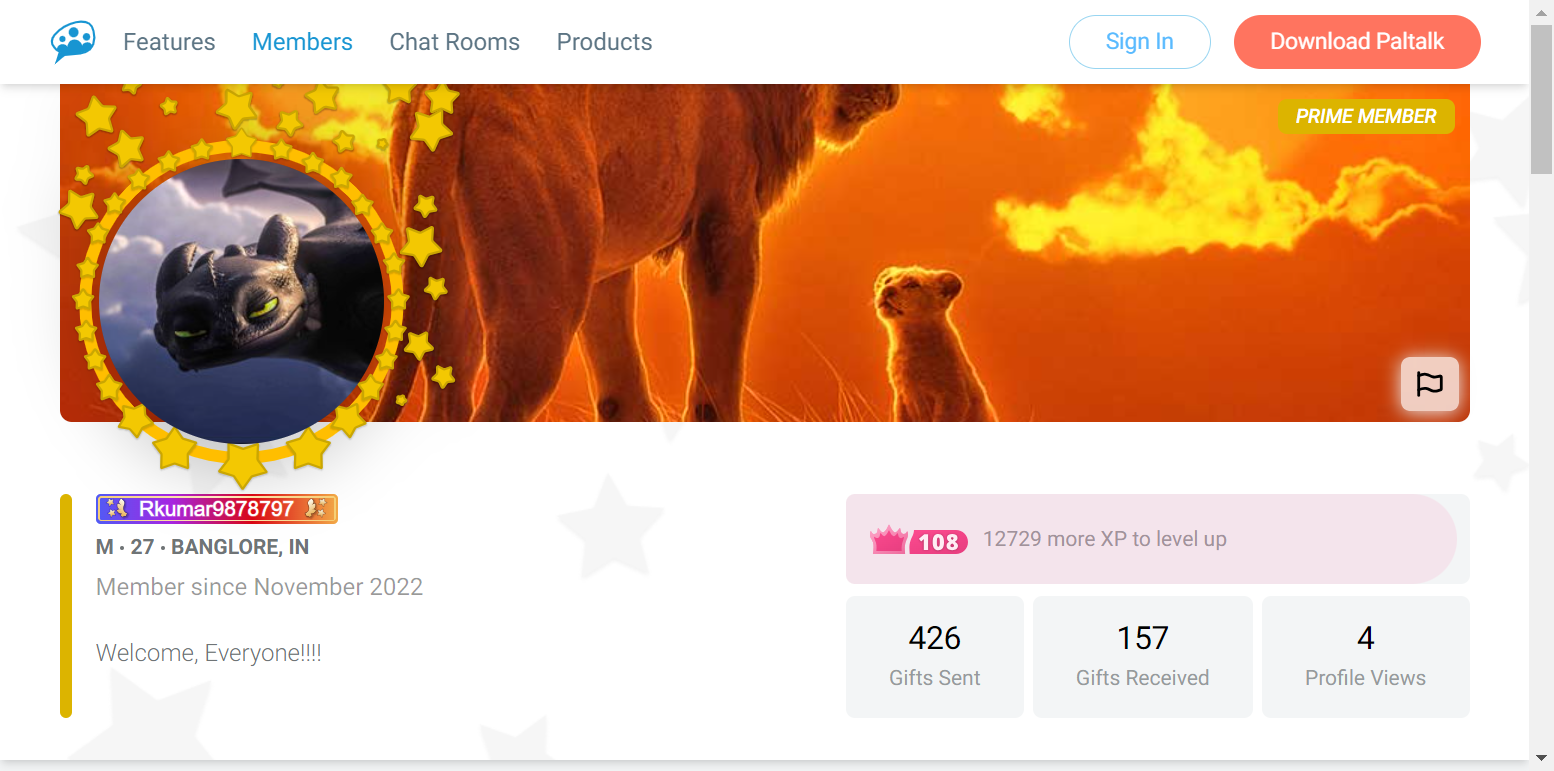 Features Members Chat Rooms Products Sign In Download Paltalk
PRIME MEMBER
Rkumar9878797
M · 27 · BANGLORE, IN
Member since November 2022
Welcome, Everyone!!!!
108 12729 more XP to level up
426 157 4
Gifts Sent Gifts Received Profile Views